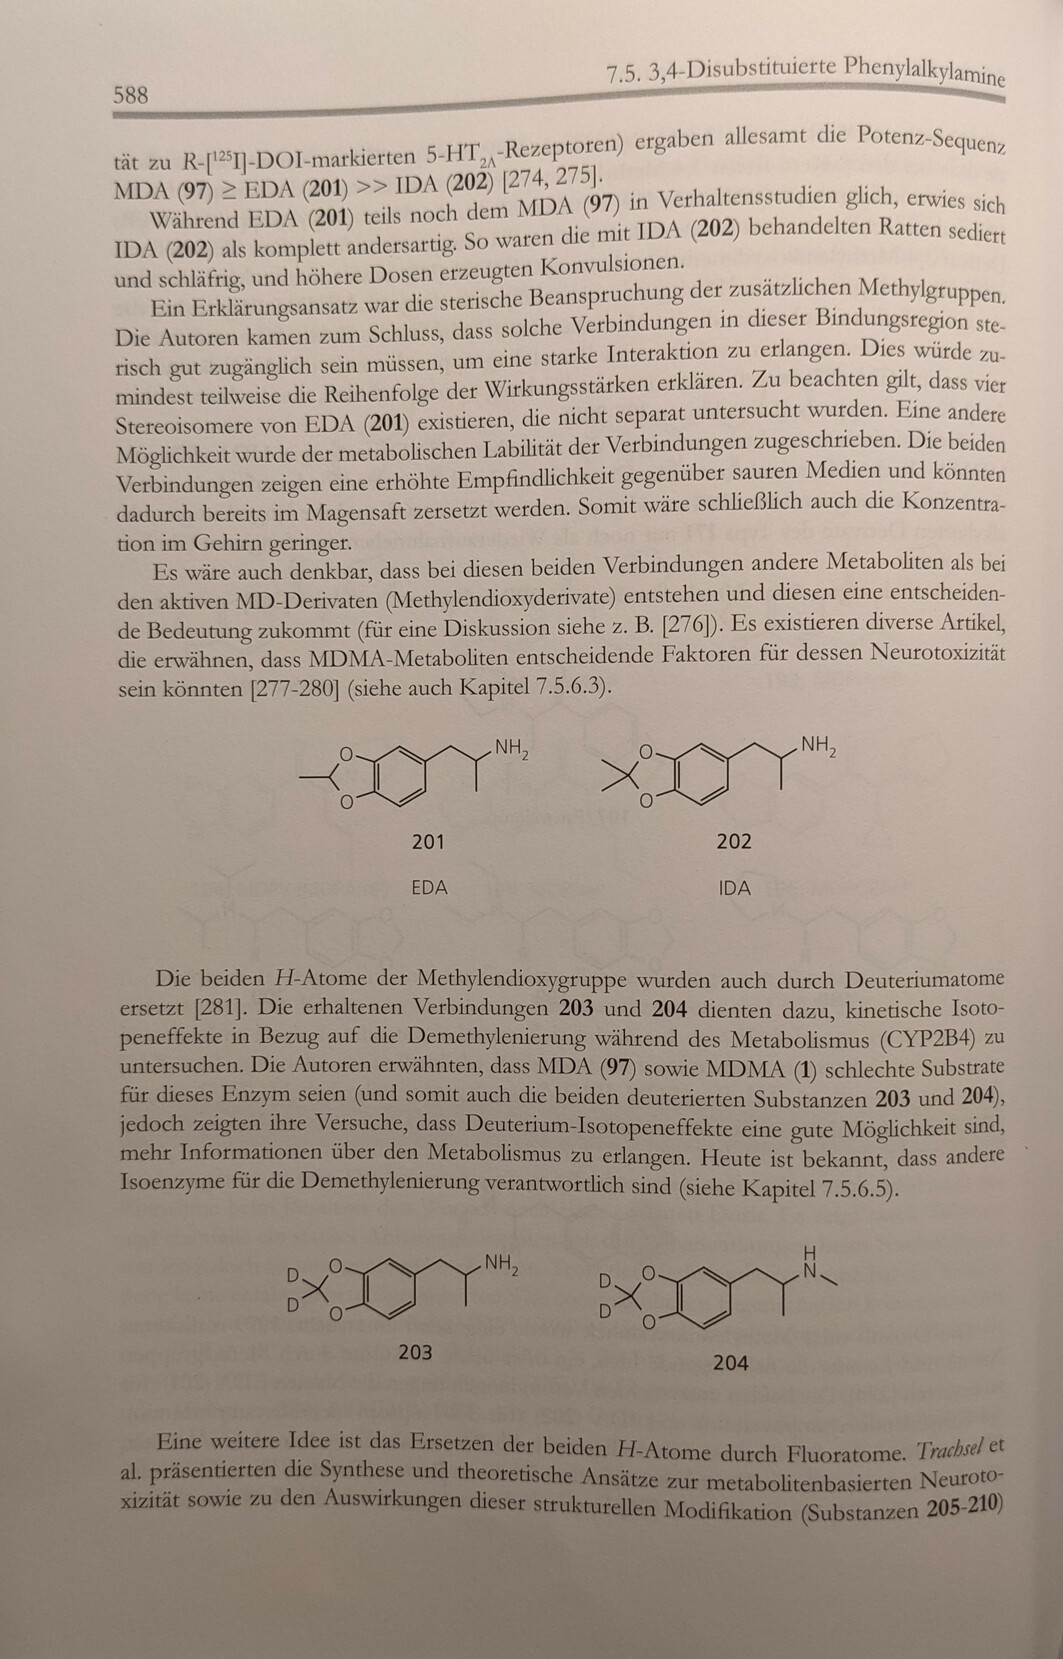 588
7.5. 3,4-Disubstituierte Phenylalkylamine
tät zu R-[¹²⁵I]-DOI-markierten 5-HT₂A-Rezeptoren) ergaben allesamt die Potenz-Sequenz
MDA (97) ≥ EDA (201) >> IDA (202) [274, 275].
Während EDA (201) teils noch dem MDA (97) in Verhaltensstudien glich, erwies sich
IDA (202) als komplett andersartig. So waren die mit IDA (202) behandelten Ratten sediert
und schläfrig, und höhere Dosen erzeugten Konvulsionen.
Ein Erklärungsansatz war die sterische Beanspruchung der zusätzlichen Methylgruppen.
Die Autoren kamen zum Schluss, dass solche Verbindungen in dieser Bindungsregion ste-
risch gut zugänglich sein müssen, um eine starke Interaktion zu erlangen. Dies würde zu-
mindest teilweise die Reihenfolge der Wirkungsstärken erklären. Zu beachten gilt, dass vier
Stereoisomere von EDA (201) existieren, die nicht separat untersucht wurden. Eine andere
Möglichkeit wurde der metabolischen Labilität der Verbindungen zugeschrieben. Die beiden
Verbindungen zeigen eine erhöhte Empfindlichkeit gegenüber sauren Medien und könnten
dadurch bereits im Magensaft zersetzt werden. Somit wäre schließlich auch die Konzentra-
tion im Gehirn geringer.
Es wäre auch denkbar, dass bei diesen beiden Verbindungen andere Metaboliten als bei
den aktiven MD-Derivaten (Methylendioxyderivate) entstehen und diesen eine entscheiden-
de Bedeutung zukommt (für eine Diskussion siehe z. B. [276]). Es existieren diverse Artikel,
die erwähnen, dass MDMA-Metaboliten entscheidende Faktoren für dessen Neurotoxizität
sein könnten [277-280] (siehe auch Kapitel 7.5.6.3).
O O NH₂
O O NH₂
201 202
EDA IDA
Die beiden H-Atome der Methylendioxygruppe wurden auch durch Deuteriumatome
ersetzt [281]. Die erhaltenen Verbindungen 203 und 204 dienten dazu, kinetische Isoto-
peneffekte in Bezug auf die Demethylenierung während des Metabolismus (CYP2B4) zu
untersuchen. Die Autoren erwähnten, dass MDA (97) sowie MDMA (1) schlechte Substrate
für dieses Enzym seien (und somit auch die beiden deuterierten Substanzen 203 und 204),
jedoch zeigten ihre Versuche, dass Deuterium-Isotopeneffekte eine gute Möglichkeit sind,
mehr Informationen über den Metabolismus zu erlangen. Heute ist bekannt, dass andere
Isoenzyme für die Demethylenierung verantwortlich sind (siehe Kapitel 7.5.6.5).
D D O O NH₂
D D O O H N
203 204
Eine weitere Idee ist das Ersetzen der beiden H-Atome durch Fluoratome. Trachsel et
al. präsentierten die Synthese und theoretische Ansätze zur metabolitenbasierten Neuroto-
xizität sowie zu den Auswirkungen dieser strukturellen Modifikation (Substanzen 205-210)